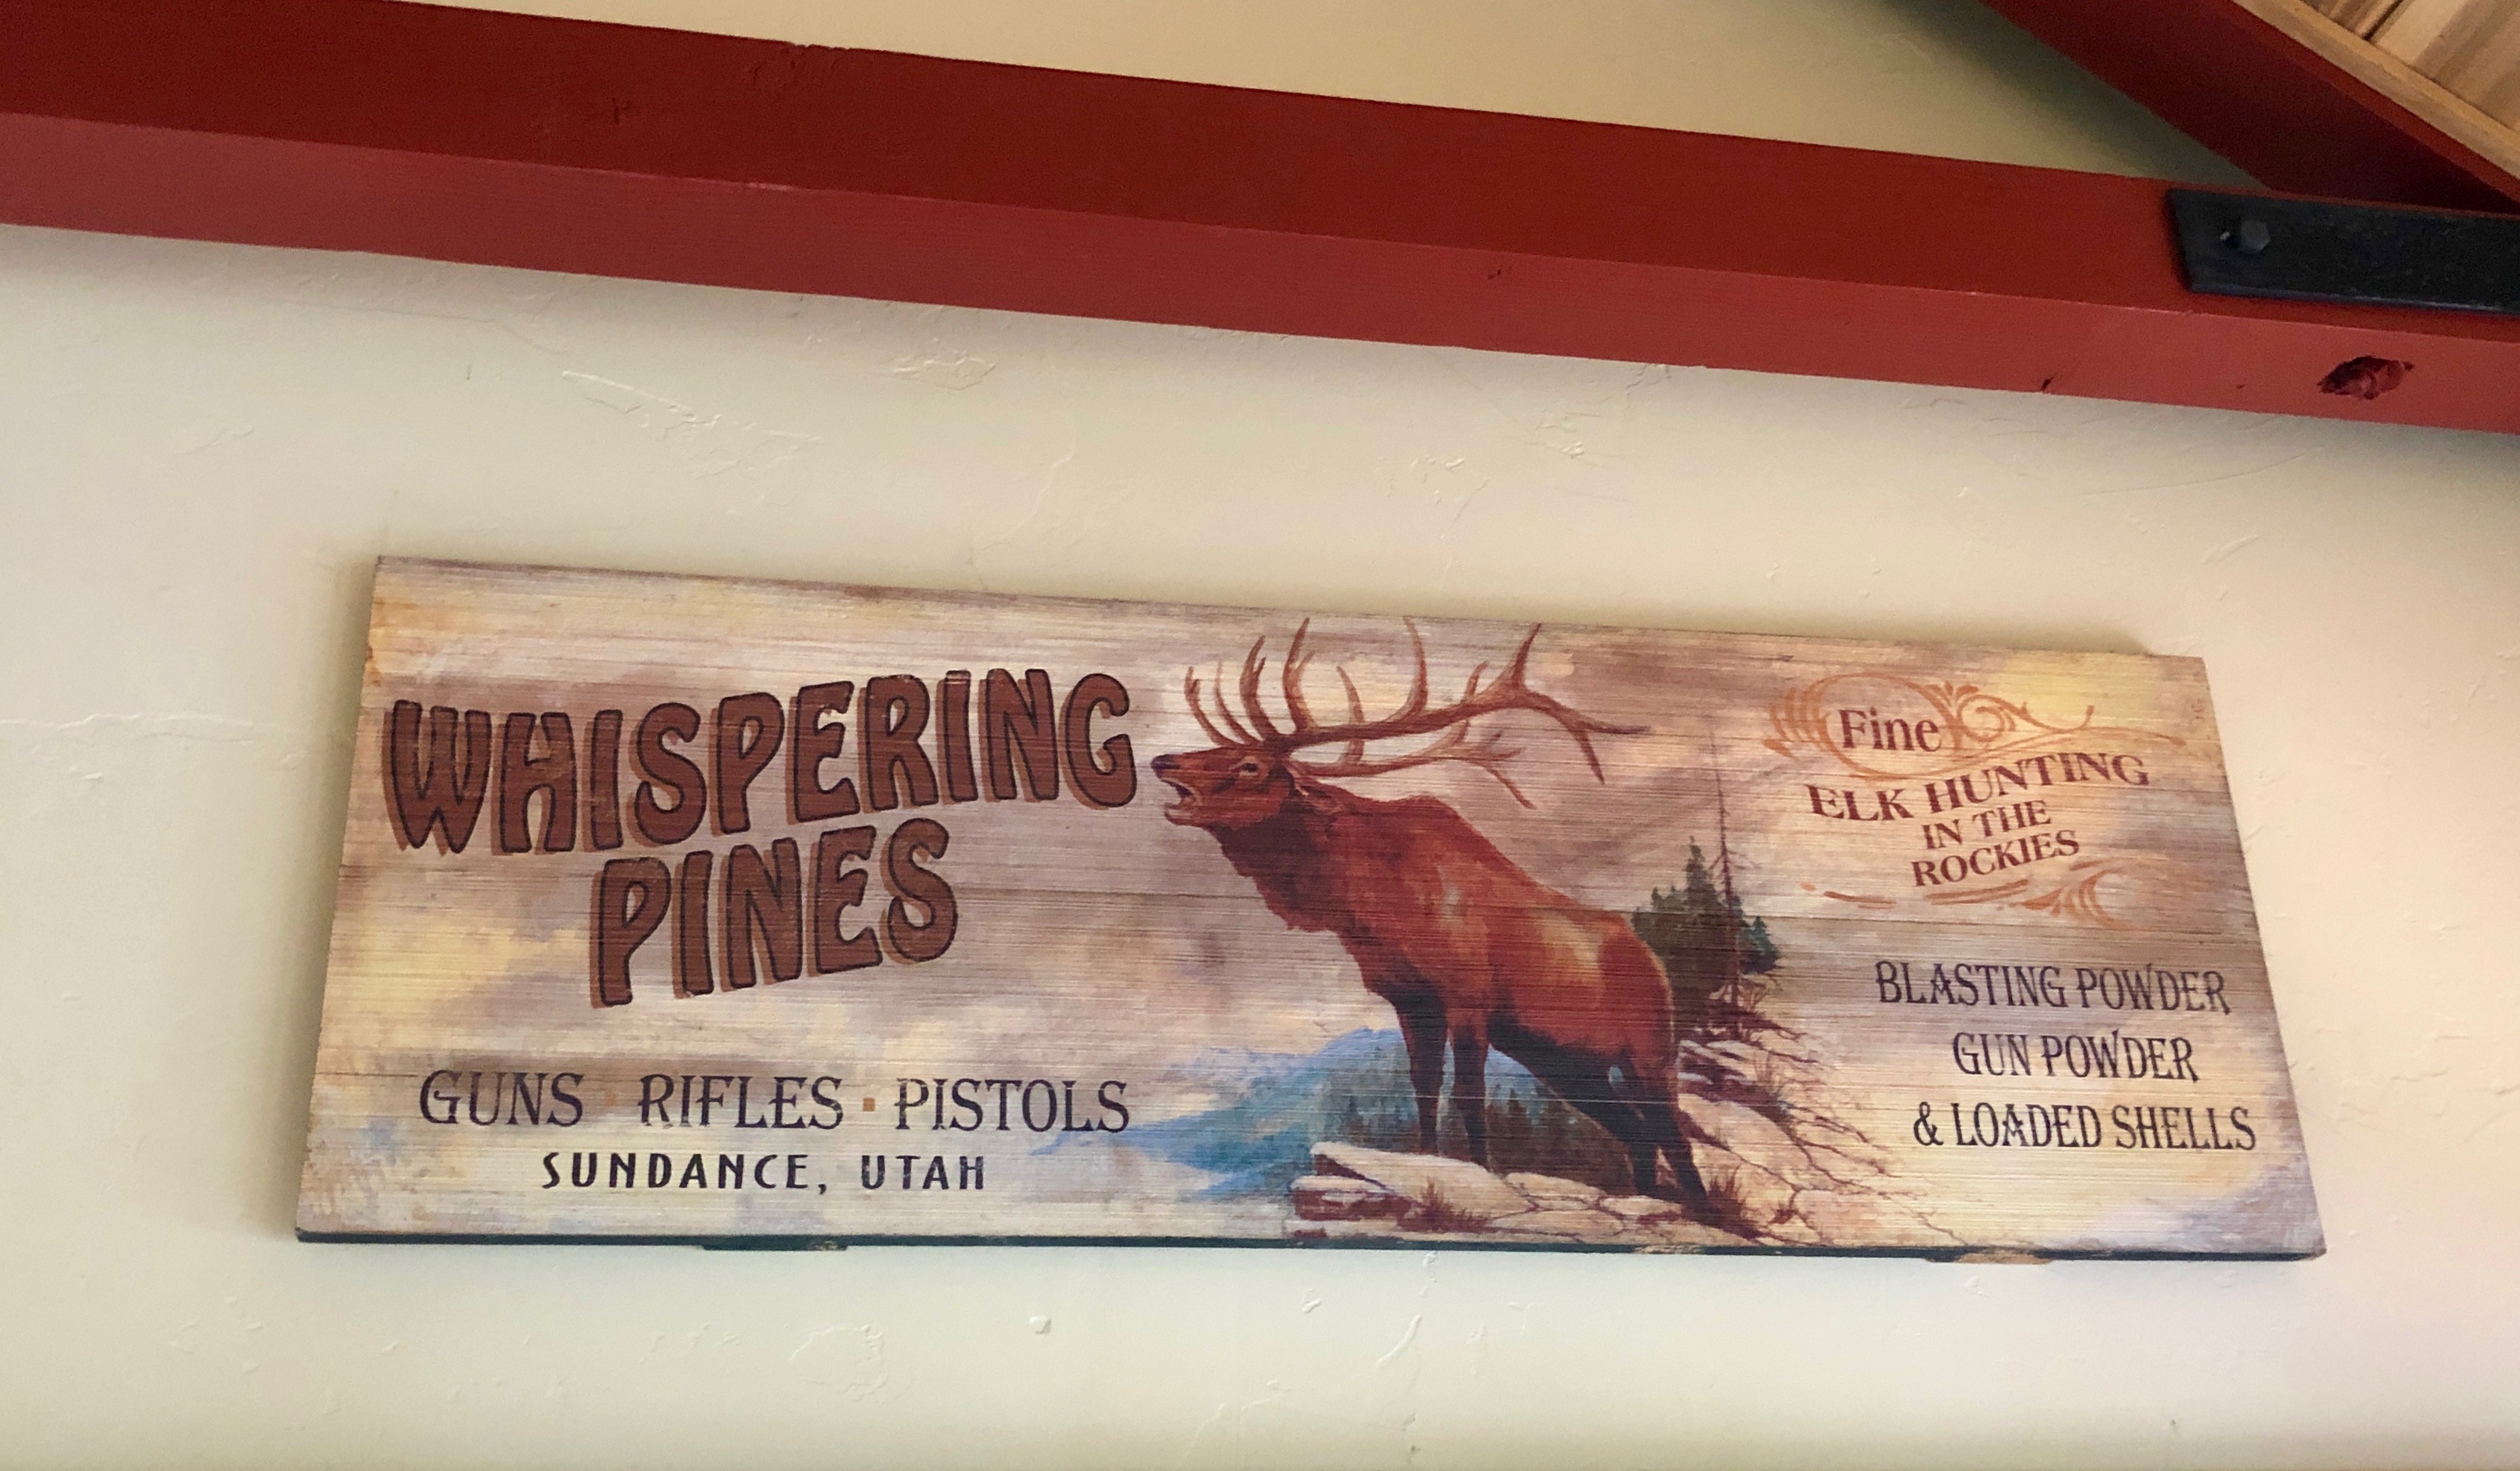 WHISPERING
PINES
GUNS RIFLES · PISTOLS
SUNDANCE, UTAH
Fine
ELK HUNTING
IN THE
ROCKIES
BLASTING POWDER
GUN POWDER
& LOADED SHELLS